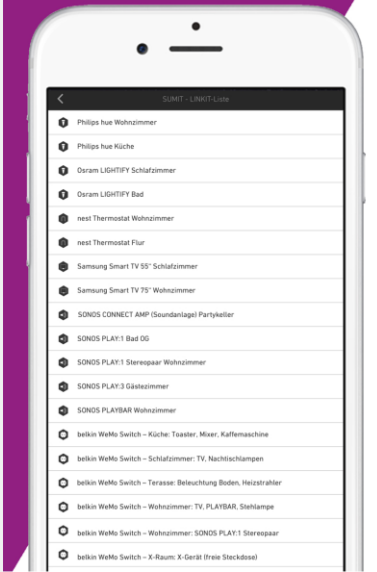 SUMIT - LINKIT-Liste
Philips hue Wohnzimmer
Philips hue Küche
Osram LIGHTIFY Schlafzimmer
Osram LIGHTIFY Bad
nest Thermostat Wohnzimmer
nest Thermostat Flur
Samsung Smart TV 55" Schlafzimmer
Samsung Smart TV 75" Wohnzimmer
SONOS CONNECT AMP (Soundanlage) Partykeller
SONOS PLAY:1 Bad OG
SONOS PLAY:1 Stereopaar Wohnzimmer
SONOS PLAY:3 Gästezimmer
SONOS PLAYBAR Wohnzimmer
belkin WeMo Switch – Küche: Toaster, Mixer, Kaffemaschine
belkin WeMo Switch – Schlafzimmer: TV, Nachtischlampen
belkin WeMo Switch – Terasse: Beleuchtung Boden, Heizstrahler
belkin WeMo Switch – Wohnzimmer: TV, PLAYBAR, Stehlampe
belkin WeMo Switch – Wohnzimmer: SONOS PLAY:1 Stereopaar
belkin WeMo Switch – X-Raum: X-Gerät (freie Steckdose)